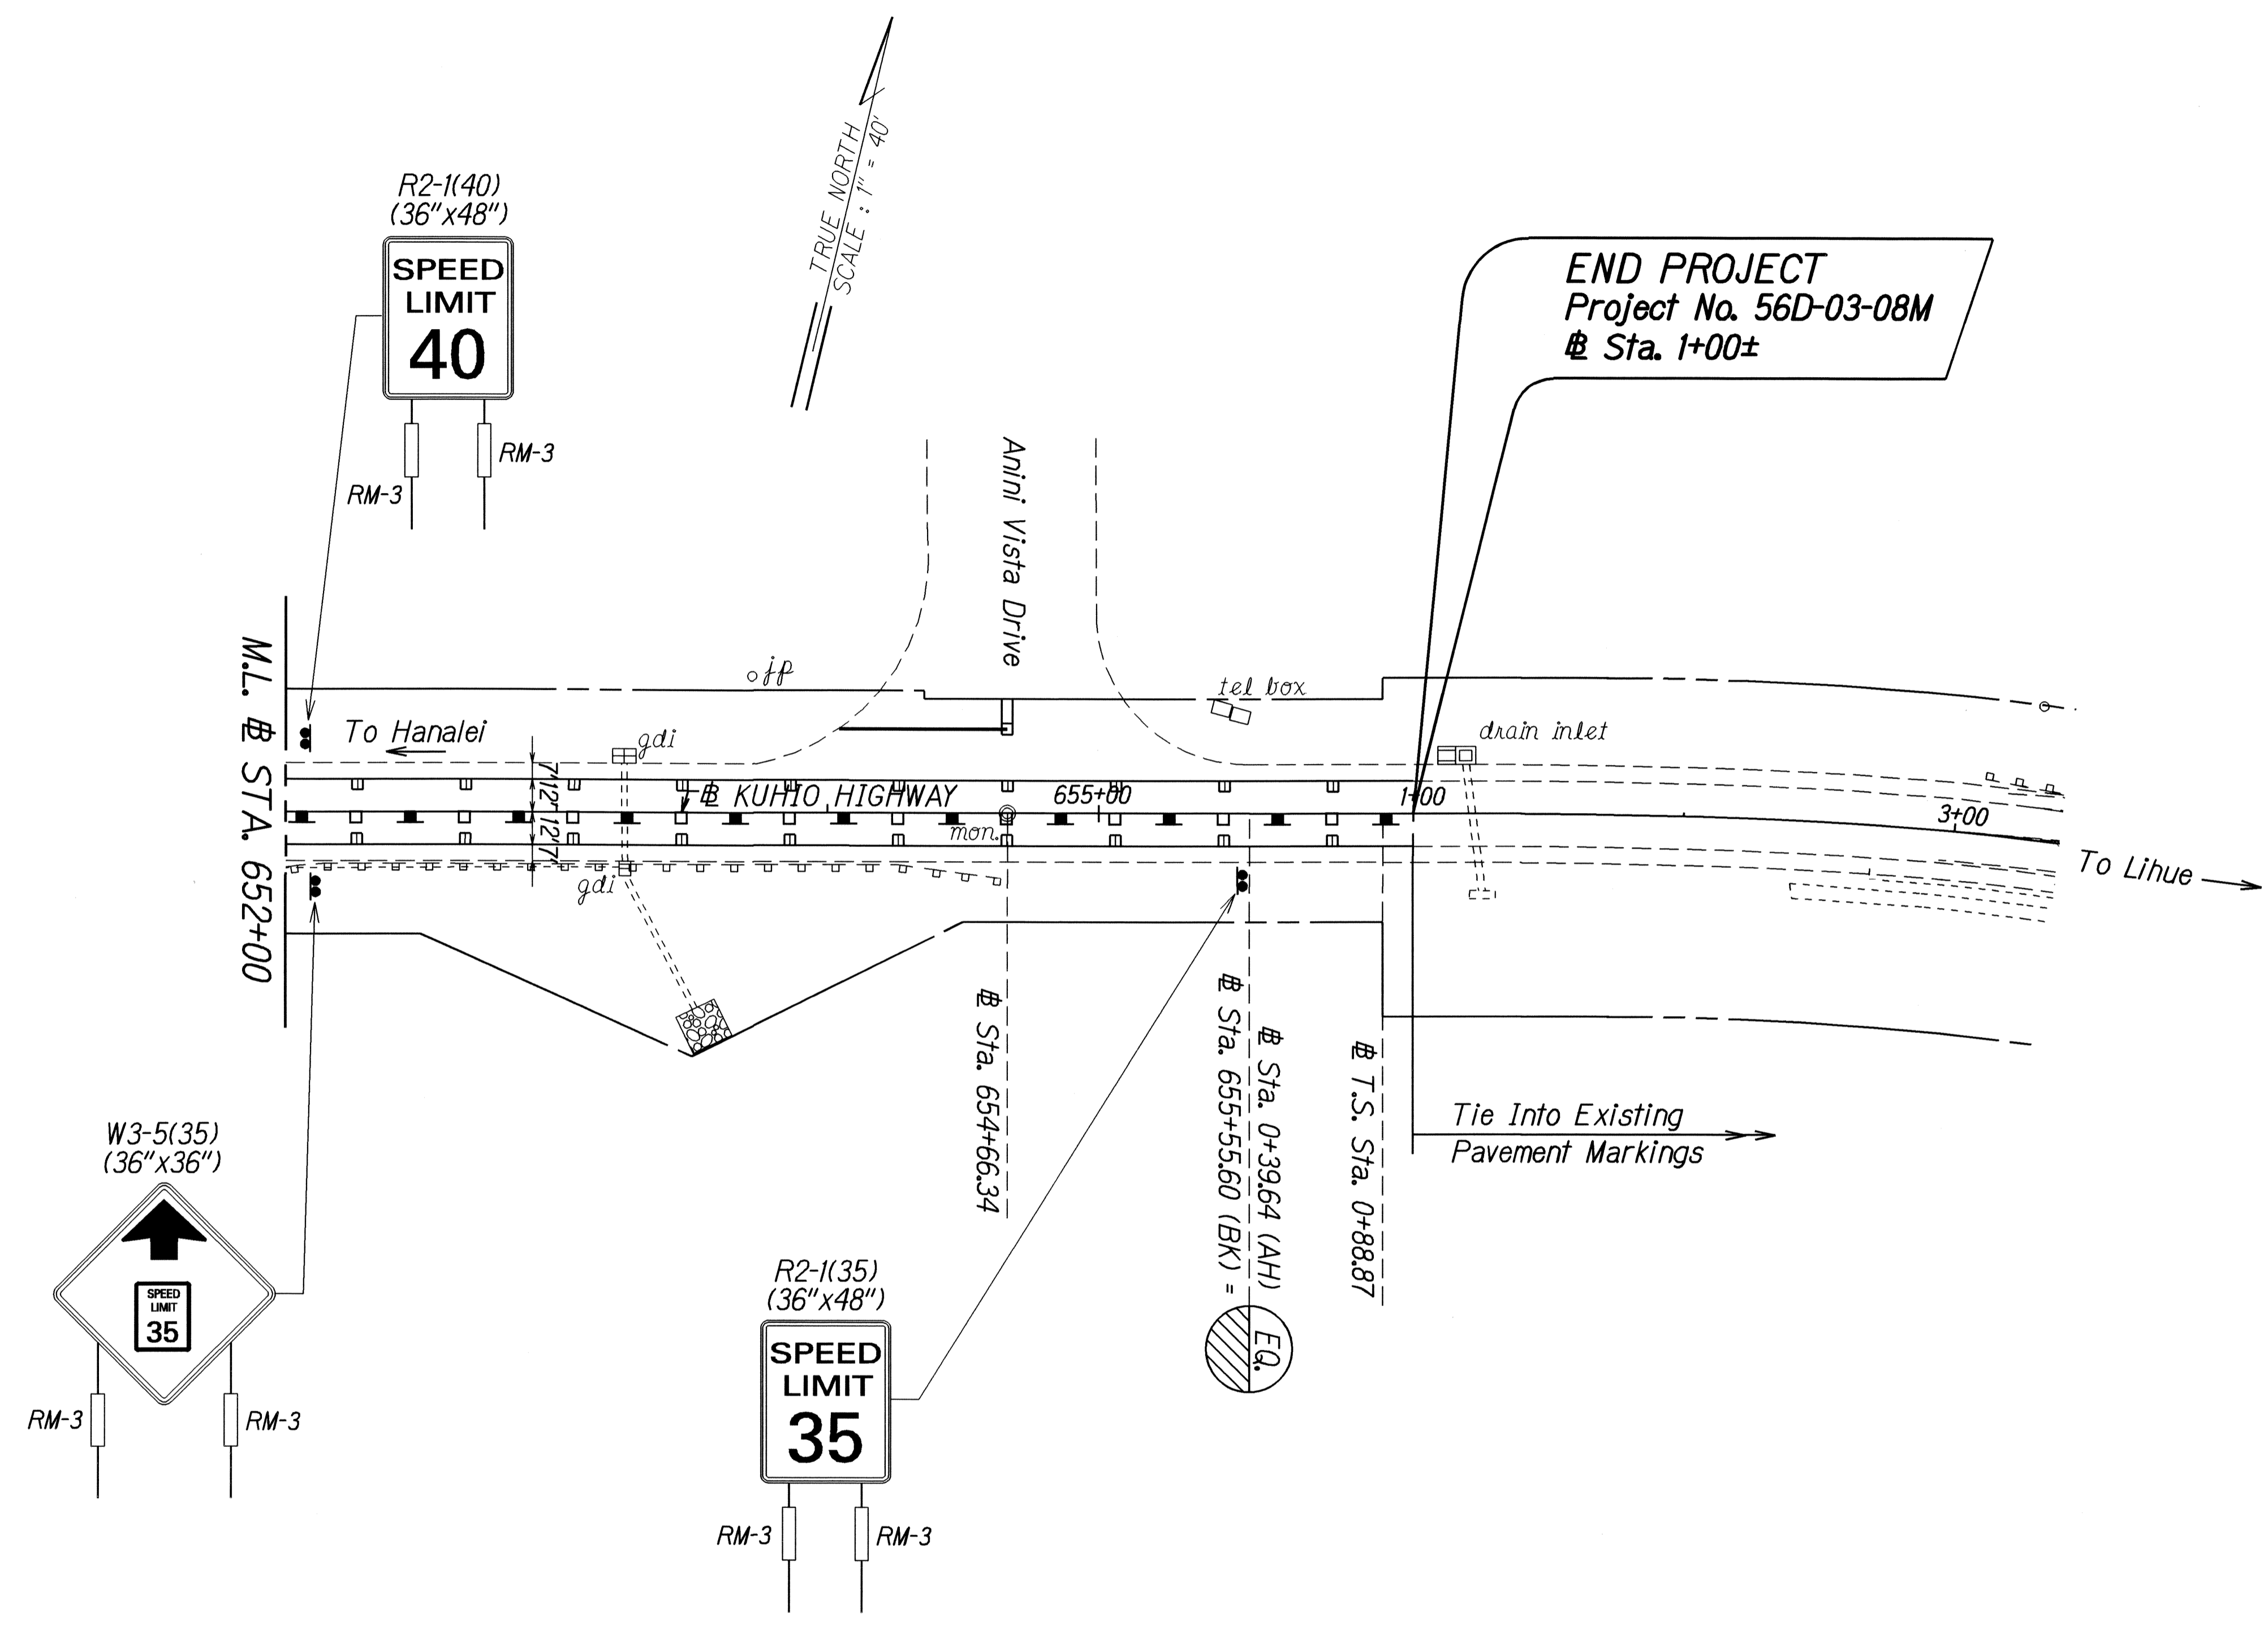 TRUE NORTH
SCALE : 1" = 40'
R2-1(40)
(36"x48")
SPEED
LIMIT
40
RM-3
RM-3
END PROJECT
Project No. 56D-03-08M
℄ Sta. 1+00±
Anini Vista Drive
M.L. ℄ STA. 652+00
jp
To Hanalei
gdi
tel box
drain inlet
7'
12'
12'
7'
℄ KUHIO HIGHWAY
655+00
1+00
3+00
mon.
gdi
To Lihue
℄ Sta. 654+66.34
℄ Sta. 655+55.60 (BK) =
℄ Sta. 0+39.64 (AH)
EQ.
℄ T.S. Sta. 0+88.87
Tie Into Existing
Pavement Markings
W3-5(35)
(36"x36")
SPEED
LIMIT
35
RM-3
RM-3
R2-1(35)
(36"x48")
SPEED
LIMIT
35
RM-3
RM-3